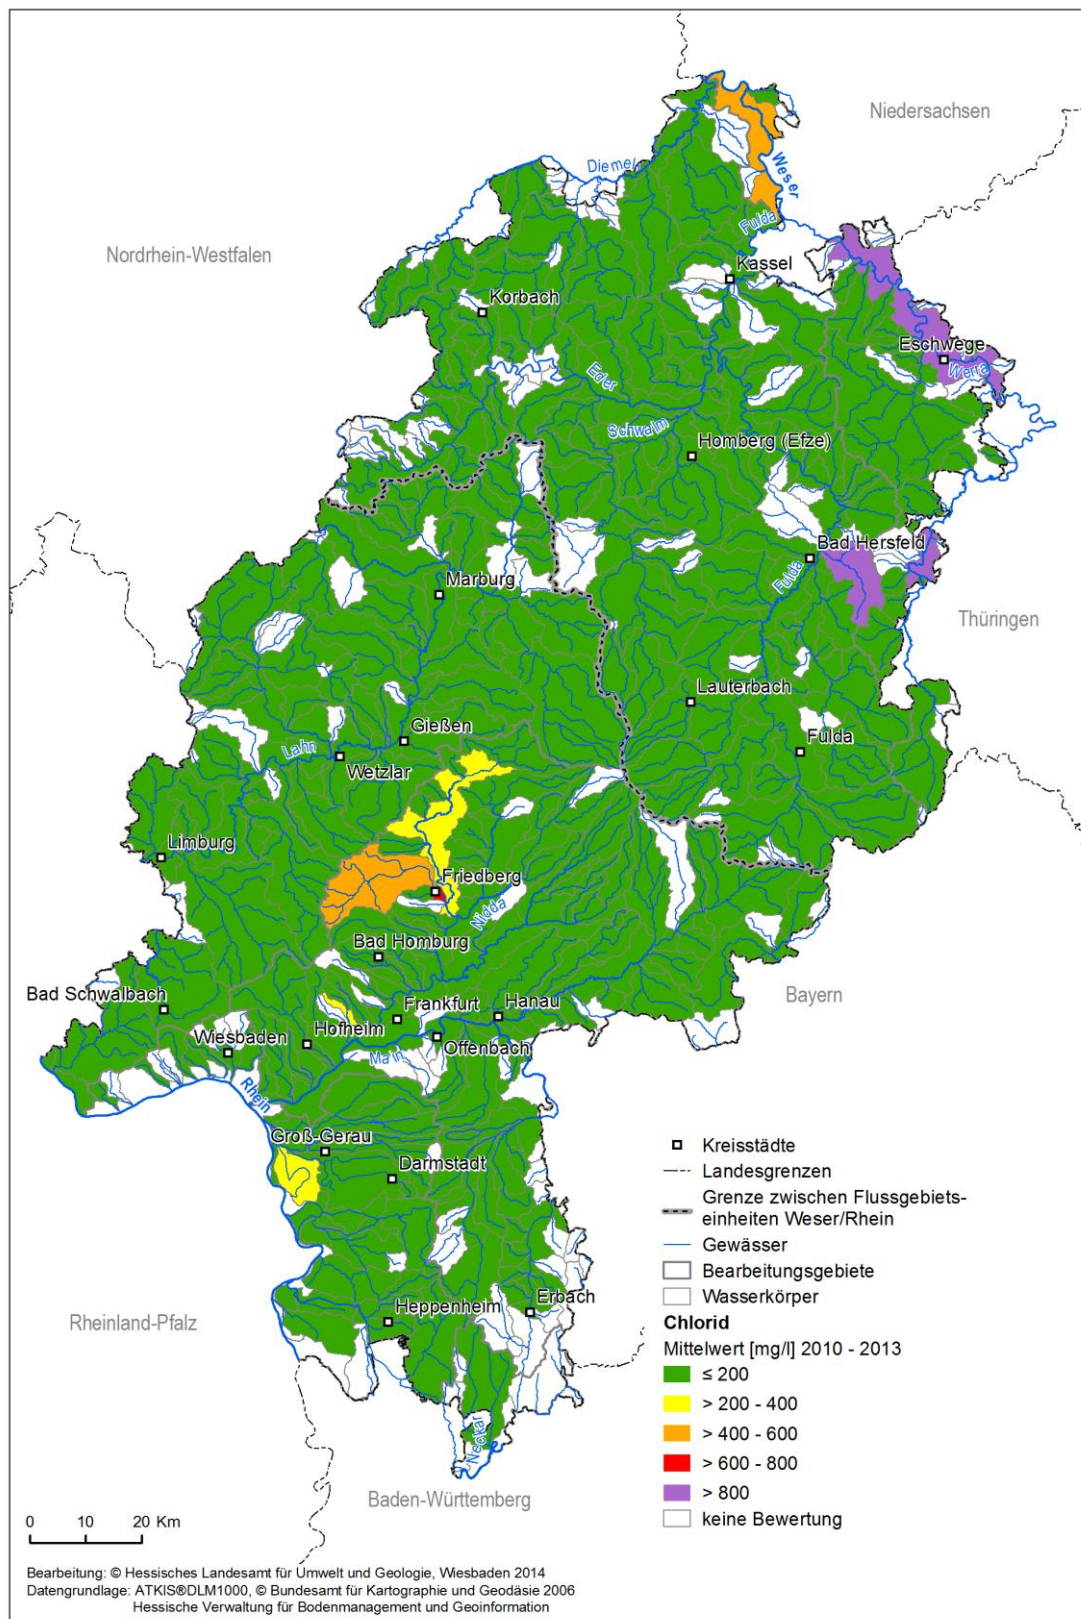 Niedersachsen
Diemel
Weser
Fulda
Nordrhein-Westfalen
Kassel
Korbach
Eschwege
Werra
Eder
Schwalm
Homberg (Efze)
Bad Hersfeld
Fulda
Marburg
Thüringen
Lauterbach
Gießen
Fulda
Lahn
Wetzlar
Limburg
Friedberg
Nidda
Bad Homburg
Bayern
Bad Schwalbach
Frankfurt
Hanau
Hofheim
Wiesbaden
Offenbach
Main
Rhein
Groß-Gerau
Darmstadt
Heppenheim
Erbach
Rheinland-Pfalz
Neckar
Baden-Württemberg
Kreisstädte
Landesgrenzen
Grenze zwischen Flussgebiets-
einheiten Weser/Rhein
Gewässer
Bearbeitungsgebiete
Wasserkörper
Chlorid
Mittelwert [mg/l] 2010 - 2013
≤ 200
> 200 - 400
> 400 - 600
> 600 - 800
> 800
keine Bewertung
0 10 20 Km
Bearbeitung: © Hessisches Landesamt für Umwelt und Geologie, Wiesbaden 2014
Datengrundlage: ATKIS®DLM1000, © Bundesamt für Kartographie und Geodäsie 2006
Hessische Verwaltung für Bodenmanagement und Geoinformation